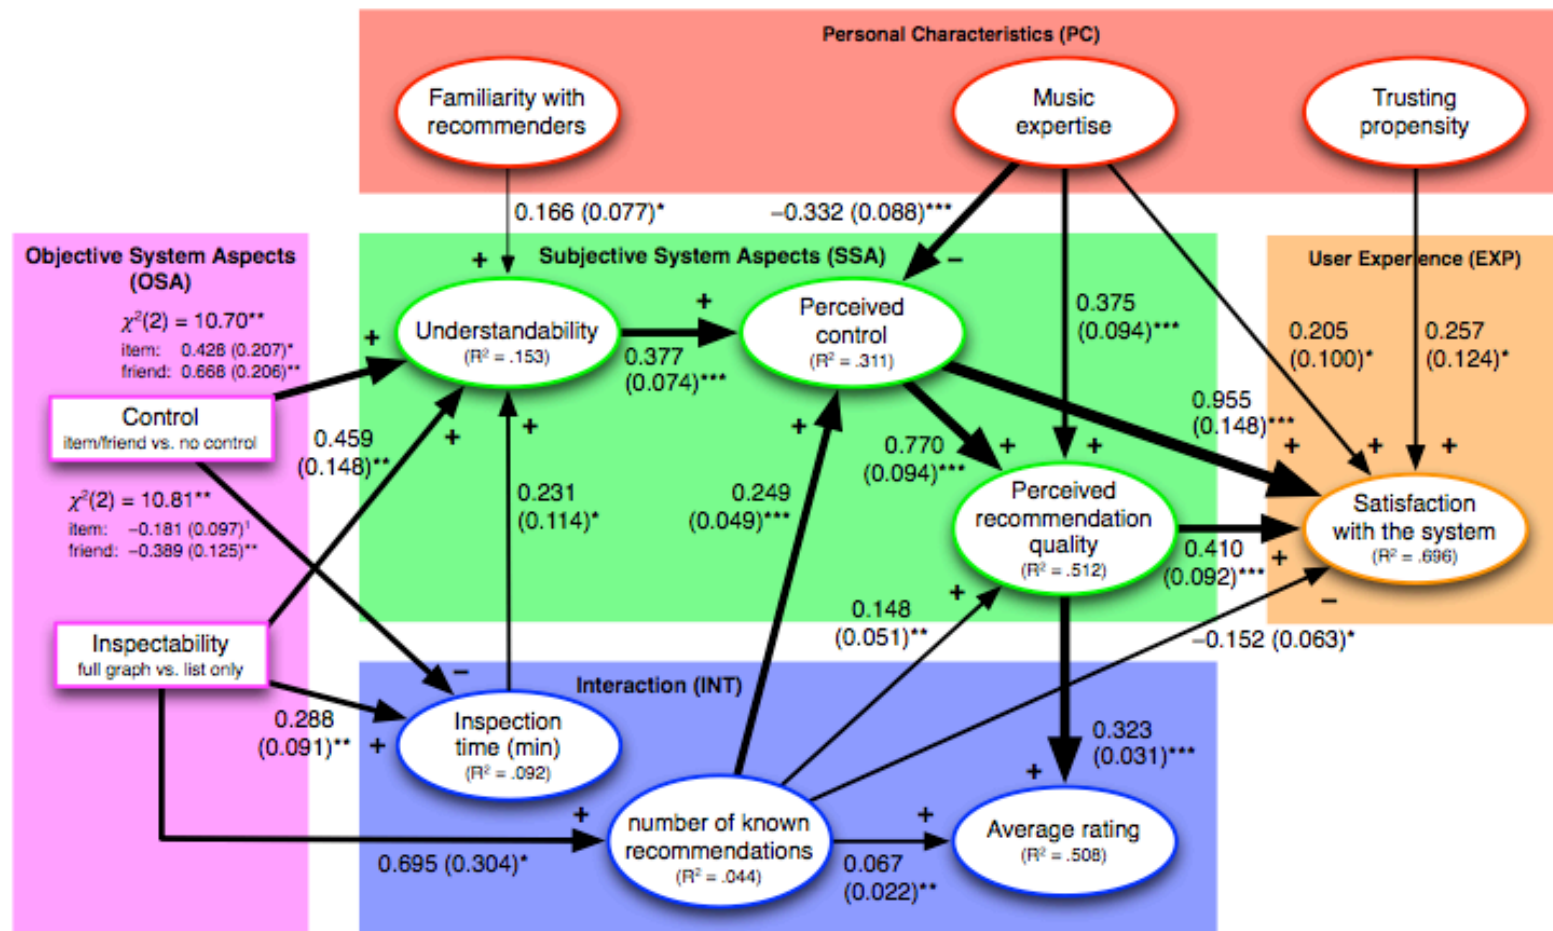 Personal Characteristics (PC)
Familiarity with
recommenders
Music
expertise
Trusting
propensity
0.166 (0.077)*
−0.332 (0.088)***
Objective System Aspects
(OSA)
Subjective System Aspects (SSA)
User Experience (EXP)
χ²(2) = 10.70**
item: 0.428 (0.207)*
friend: 0.668 (0.206)**
+
−
+
+
+
Understandability
(R² = .153)
0.377
(0.074)***
Perceived
control
(R² = .311)
0.375
(0.094)***
0.205
(0.100)*
0.257
(0.124)*
Control
item/friend vs. no control
0.459
(0.148)**
+
+
+
0.955
(0.148)***
0.770
(0.094)***
+
+
+
+
+
χ²(2) = 10.81**
item: −0.181 (0.097)¹
friend: −0.389 (0.125)**
0.231
(0.114)*
0.249
(0.049)***
Perceived
recommendation
quality
(R² = .512)
0.410
(0.092)***
+
Satisfaction
with the system
(R² = .696)
−
Inspectability
full graph vs. list only
0.148
(0.051)**
+
−0.152 (0.063)*
Interaction (INT)
−
0.288
(0.091)**
+
Inspection
time (min)
(R² = .092)
0.323
(0.031)***
+
+
+
number of known
recommendations
(R² = .044)
Average rating
(R² = .508)
0.695 (0.304)*
0.067
(0.022)**